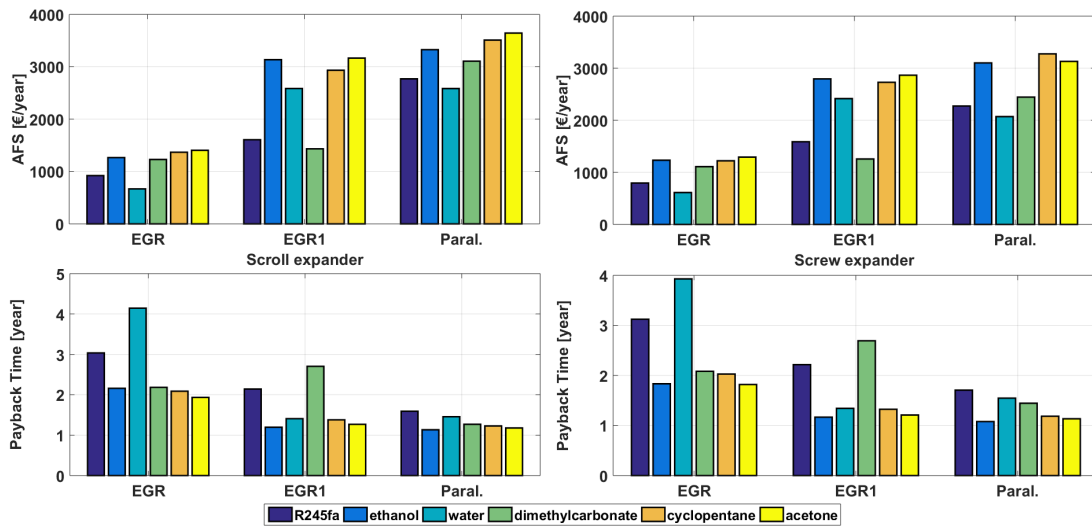 AFS [€/year]
4000
3000
2000
1000
0
EGR EGR1 Paral.
Scroll expander
AFS [€/year]
4000
3000
2000
1000
0
EGR EGR1 Paral.
Screw expander
Payback Time [year]
5
4
3
2
1
0
EGR EGR1 Paral.
Payback Time [year]
4
3
2
1
0
EGR EGR1 Paral.
R245fa ethanol water dimethylcarbonate cyclopentane acetone